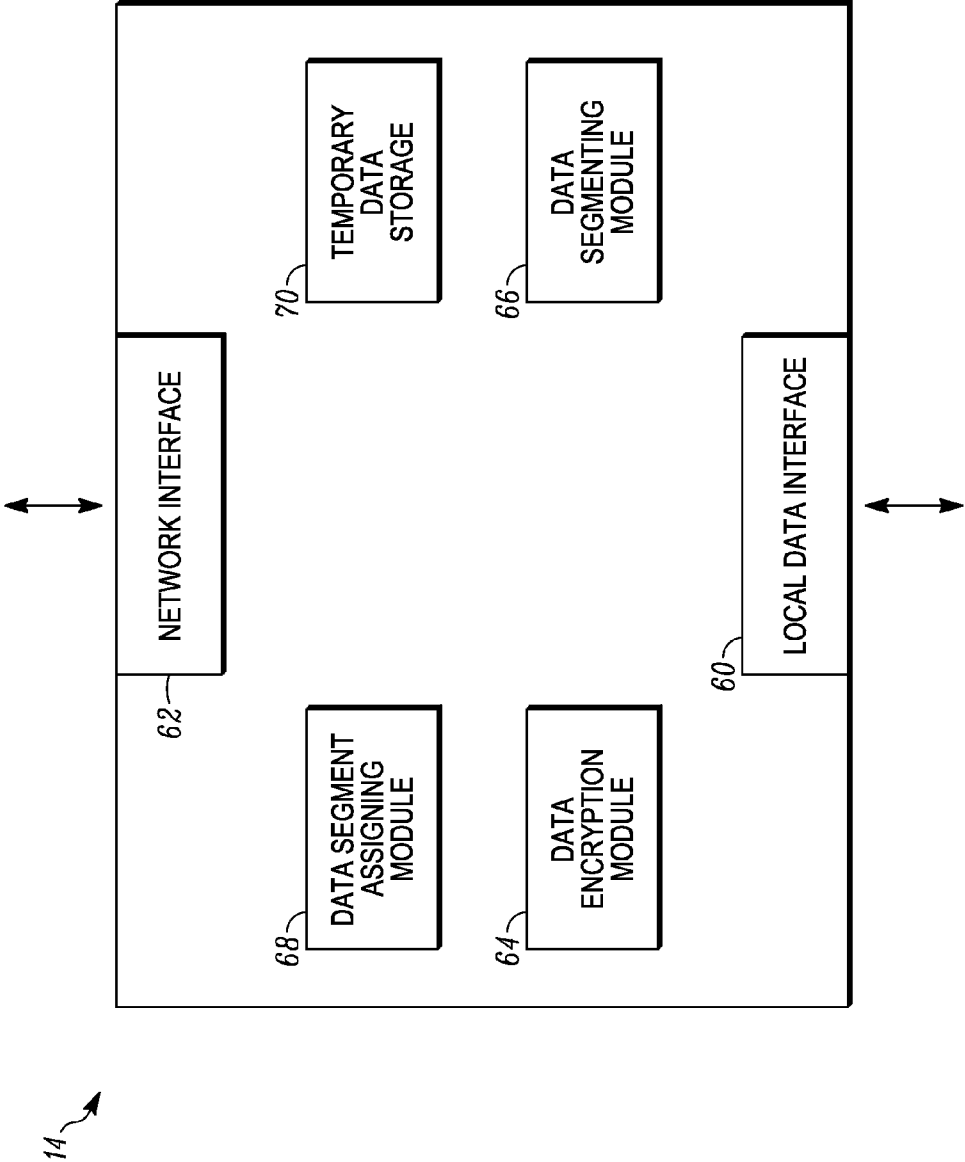 14
62
NETWORK INTERFACE
68
DATA SEGMENT
ASSIGNING
MODULE
70
TEMPORARY
DATA
STORAGE
64
DATA
ENCRYPTION
MODULE
66
DATA
SEGMENTING
MODULE
60
LOCAL DATA INTERFACE